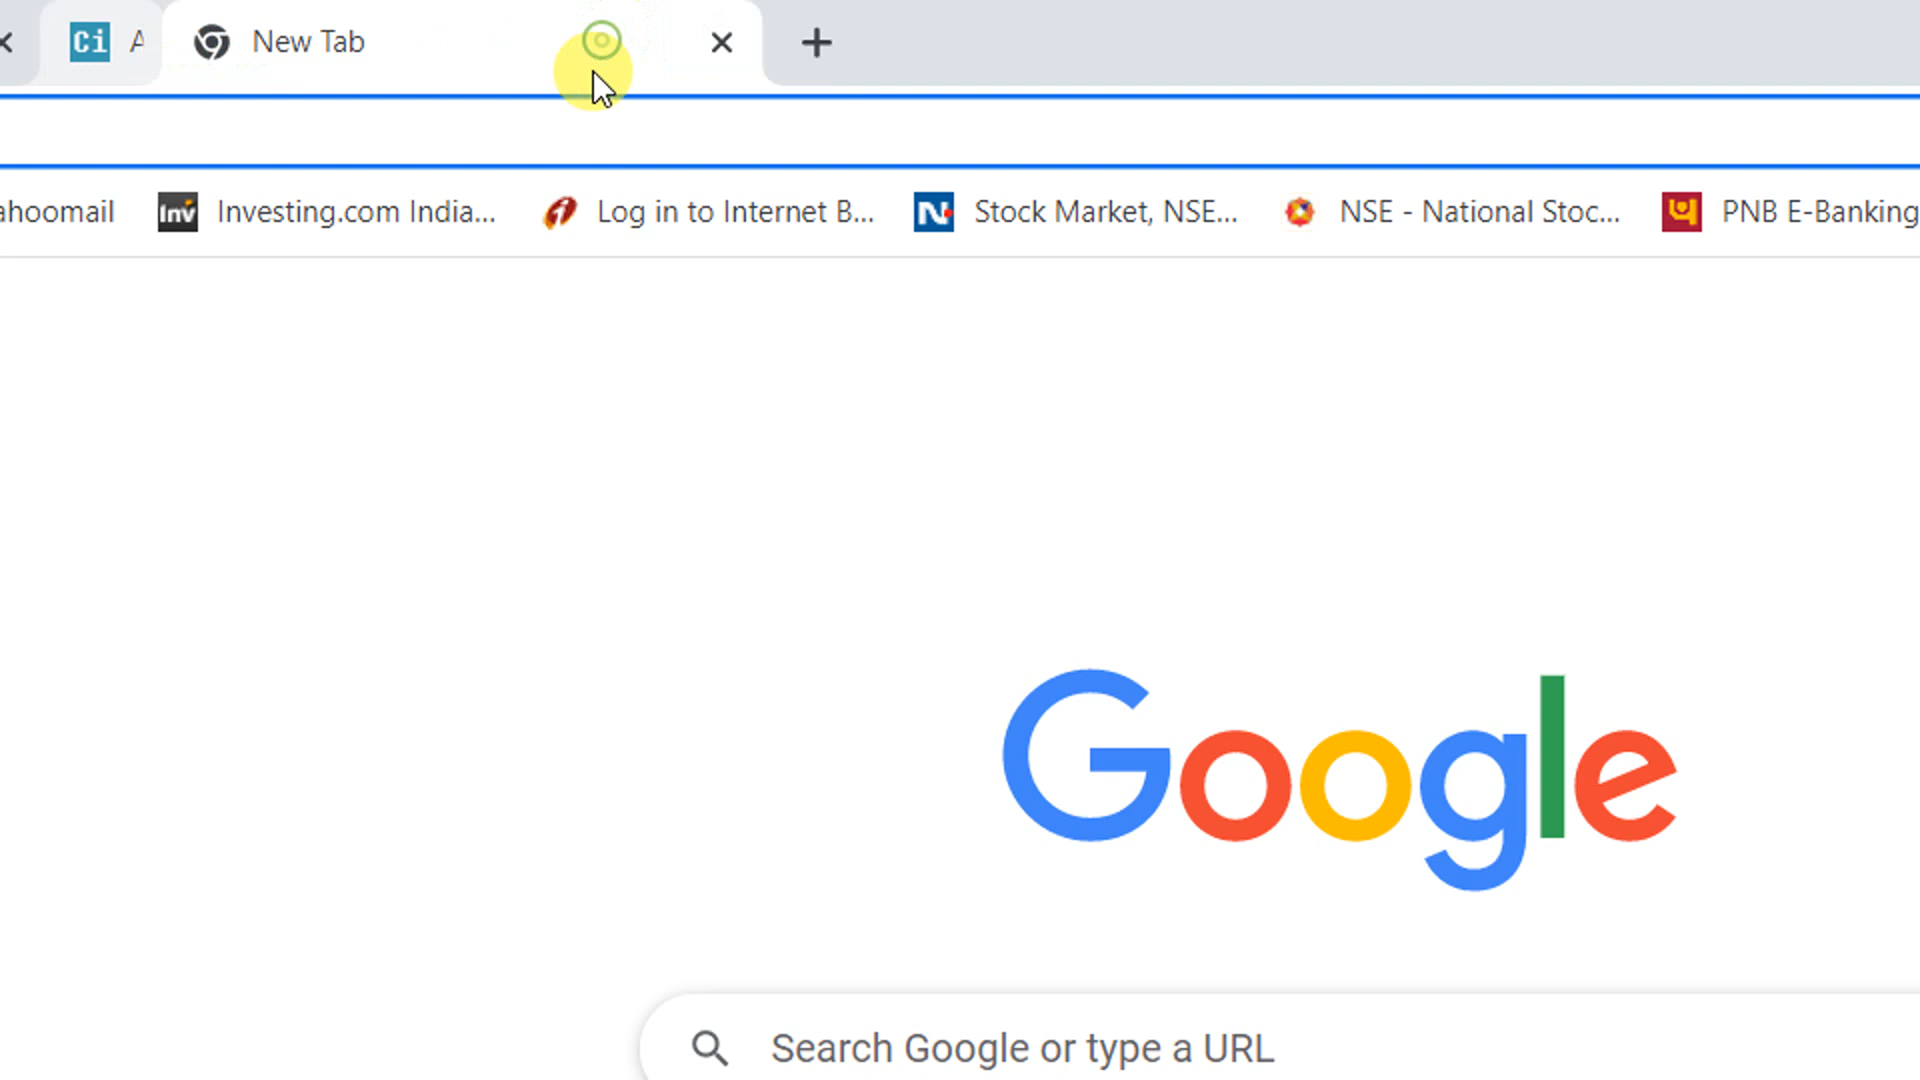 Ci A New Tab
ahoomail Inv Investing.com India... Log in to Internet B... Stock Market, NSE... NSE - National Stoc... PNB E-Banking
Google
Search Google or type a URL